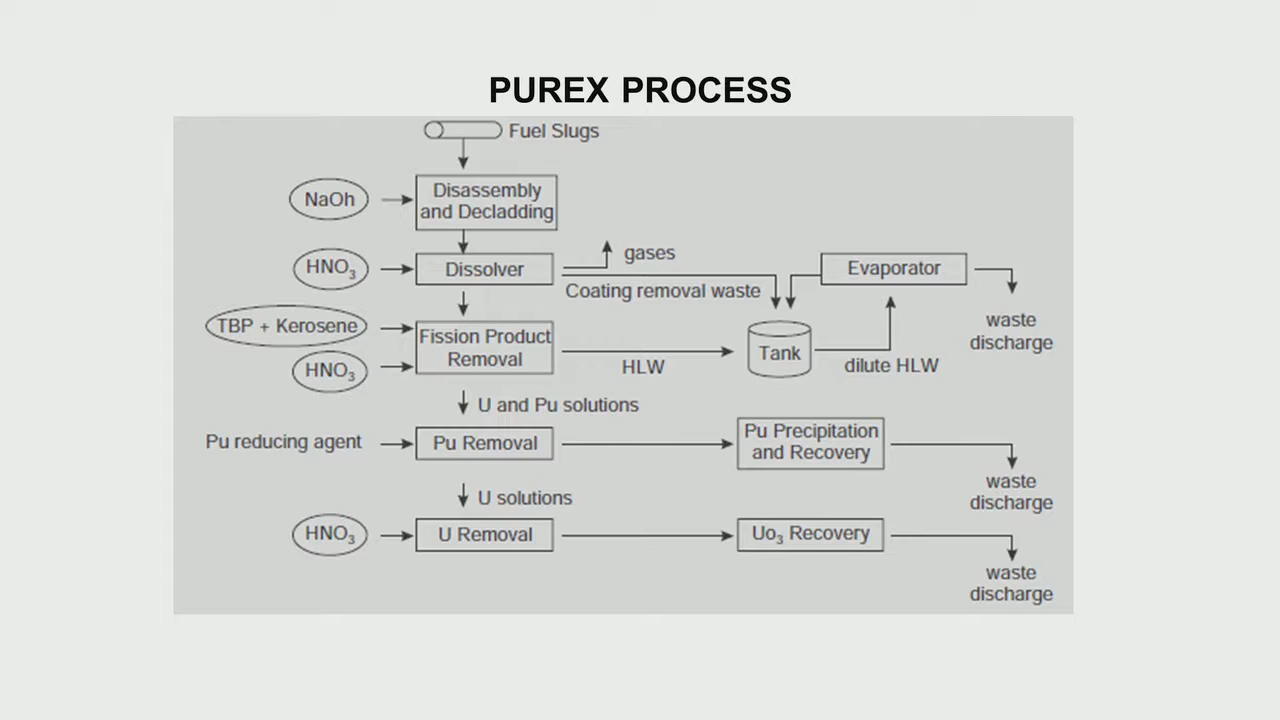 PUREX PROCESS
Fuel Slugs
NaOh
Disassembly
and Decladding
gases
HNO₃
Dissolver
Evaporator
Coating removal waste
TBP + Kerosene
Fission Product
Removal
waste
discharge
HNO₃
HLW
Tank
dilute HLW
U and Pu solutions
Pu reducing agent
Pu Removal
Pu Precipitation
and Recovery
waste
discharge
U solutions
HNO₃
U Removal
Uo₃ Recovery
waste
discharge